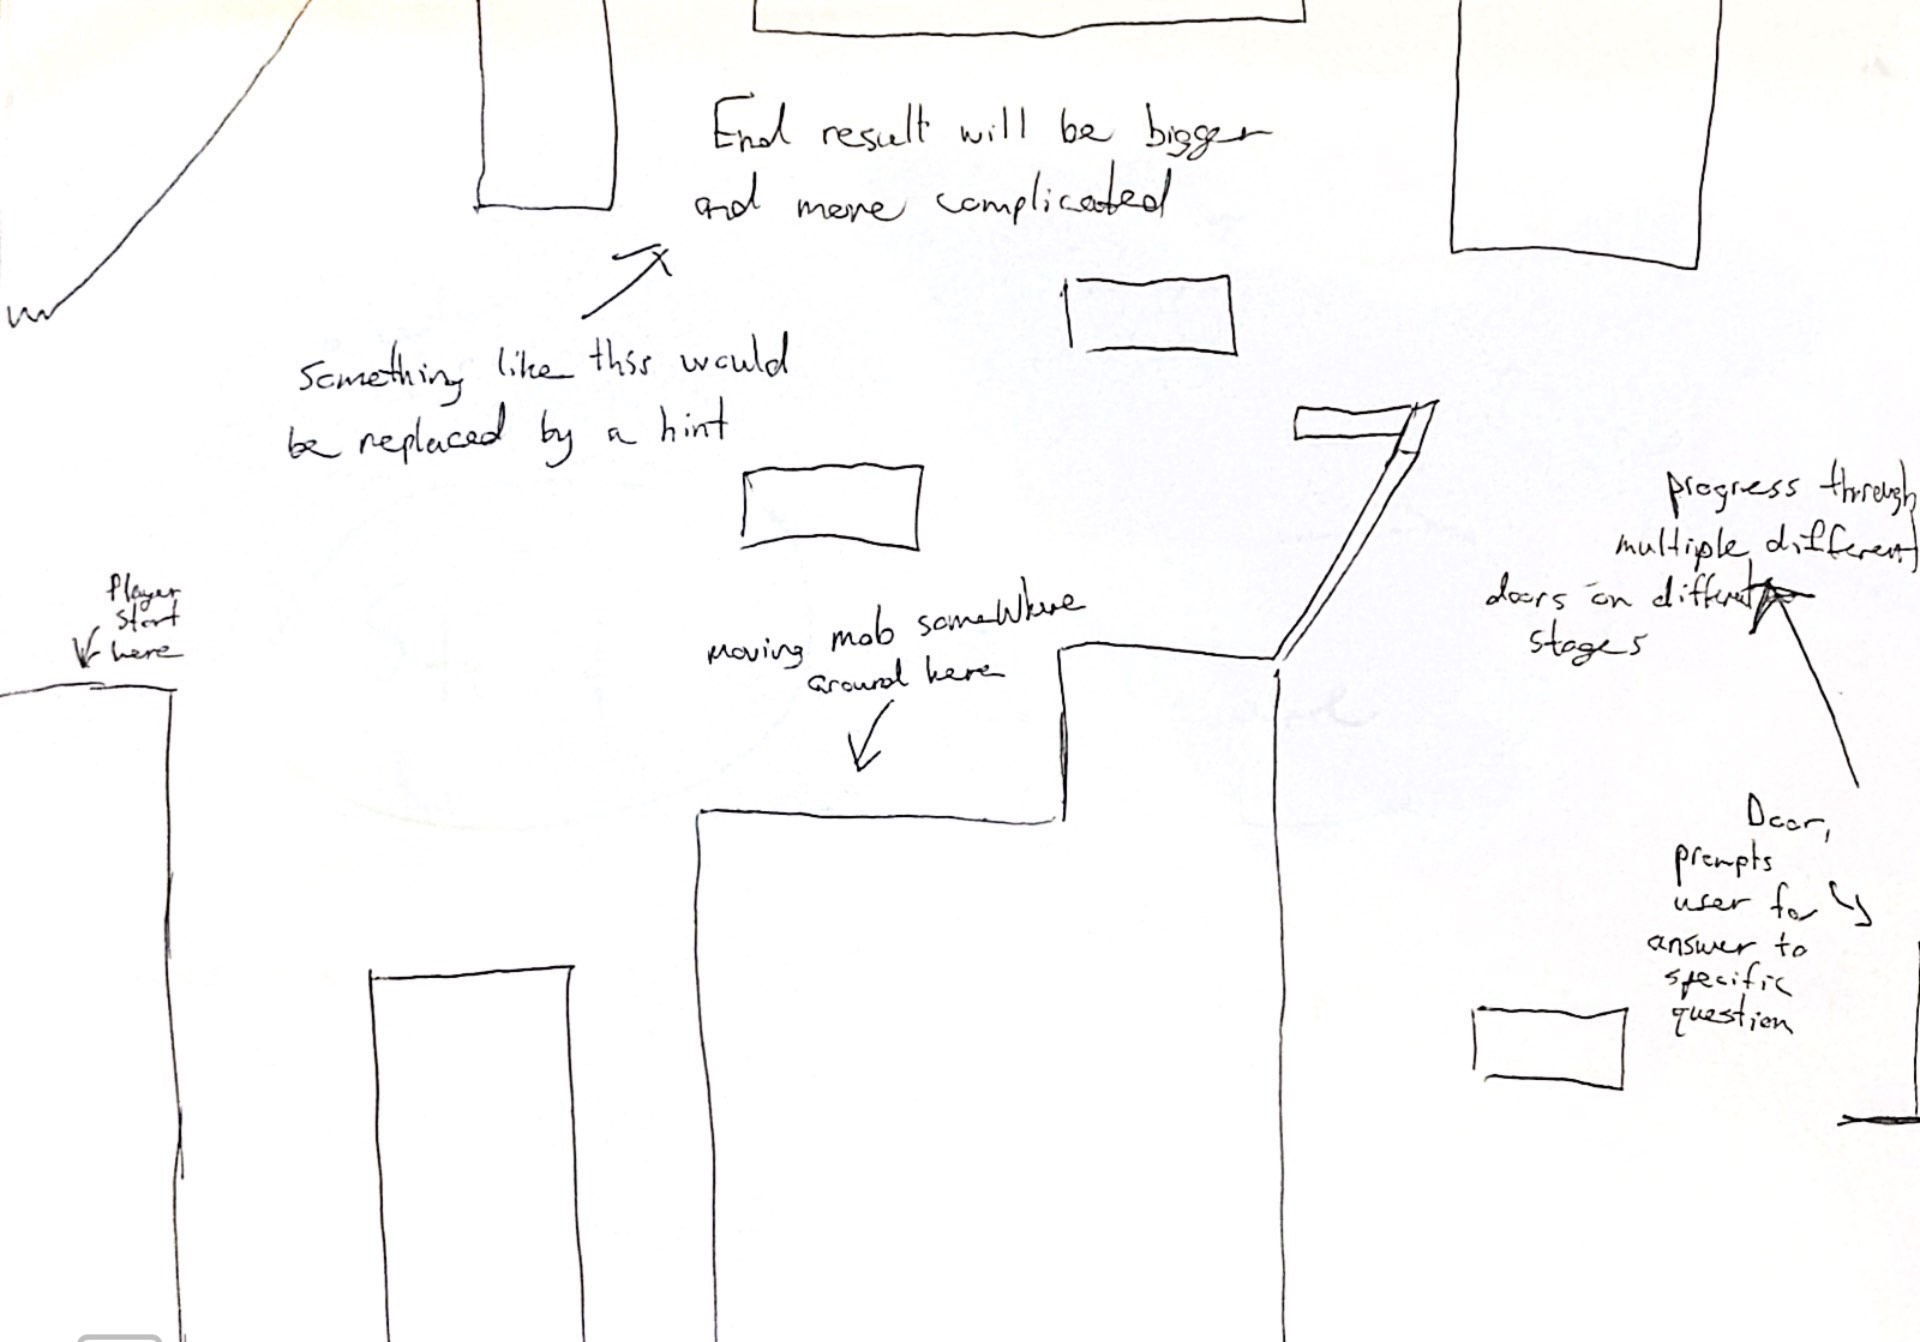 End result will be bigger
and more complicated
Something like this would
be replaced by a hint
Player
start
here
moving mob somewhere
around here
progress through
multiple different
doors on different
stages
Door,
prompts
user for
answer to
specific
question